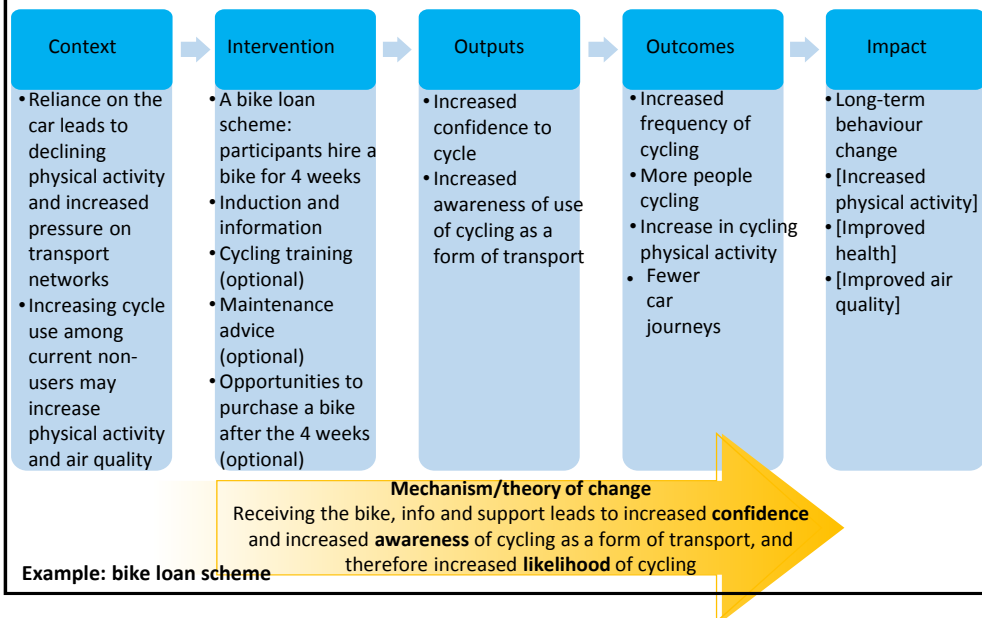 Context
• Reliance on the
car leads to
declining
physical activity
and increased
pressure on
transport
networks
• Increasing cycle
use among
current non-
users may
increase
physical activity
and air quality
Intervention
• A bike loan
scheme:
participants hire a
bike for 4 weeks
• Induction and
information
• Cycling training
(optional)
• Maintenance
advice
(optional)
• Opportunities to
purchase a bike
after the 4 weeks
(optional)
Outputs
• Increased
confidence to
cycle
• Increased
awareness of use
of cycling as a
form of transport
Outcomes
• Increased
frequency of
cycling
• More people
cycling
• Increase in cycling
physical activity
• Fewer
car
journeys
Impact
• Long-term
behaviour
change
• [Increased
physical activity]
• [Improved
health]
• [Improved air
quality]
Mechanism/theory of change
Receiving the bike, info and support leads to increased confidence
and increased awareness of cycling as a form of transport, and
therefore increased likelihood of cycling
Example: bike loan scheme